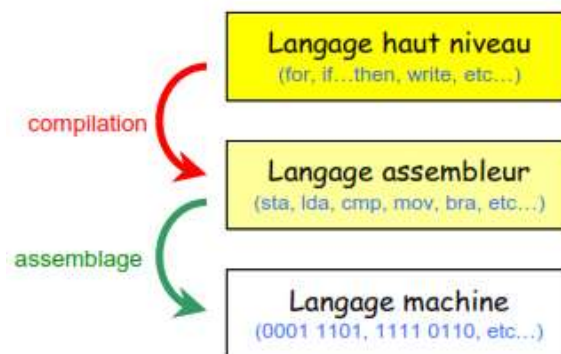 Langage haut niveau
(for, if…then, write, etc…)
compilation
Langage assembleur
(sta, lda, cmp, mov, bra, etc…)
assemblage
Langage machine
(0001 1101, 1111 0110, etc…)